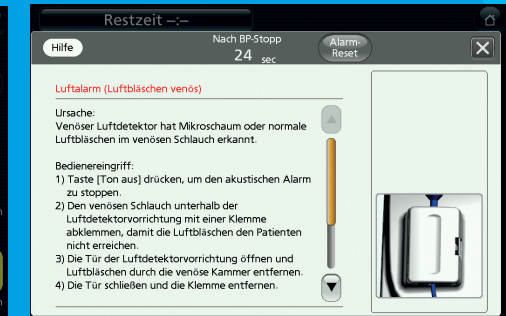 Restzeit –:–
Hilfe
Nach BP-Stopp
24 sec
Alarm-
Reset
Luftalarm (Luftbläschen venös)
Ursache:
Venöser Luftdetektor hat Mikroschaum oder normale
Luftbläschen im venösen Schlauch erkannt.
Bedienereingriff:
1) Taste [Ton aus] drücken, um den akustischen Alarm
zu stoppen.
2) Den venösen Schlauch unterhalb der
Luftdetektorvorrichtung mit einer Klemme
abklemmen, damit die Luftbläschen den Patienten
nicht erreichen.
3) Die Tür der Luftdetektorvorrichtung öffnen und
Luftbläschen durch die venöse Kammer entfernen.
4) Die Tür schließen und die Klemme entfernen.